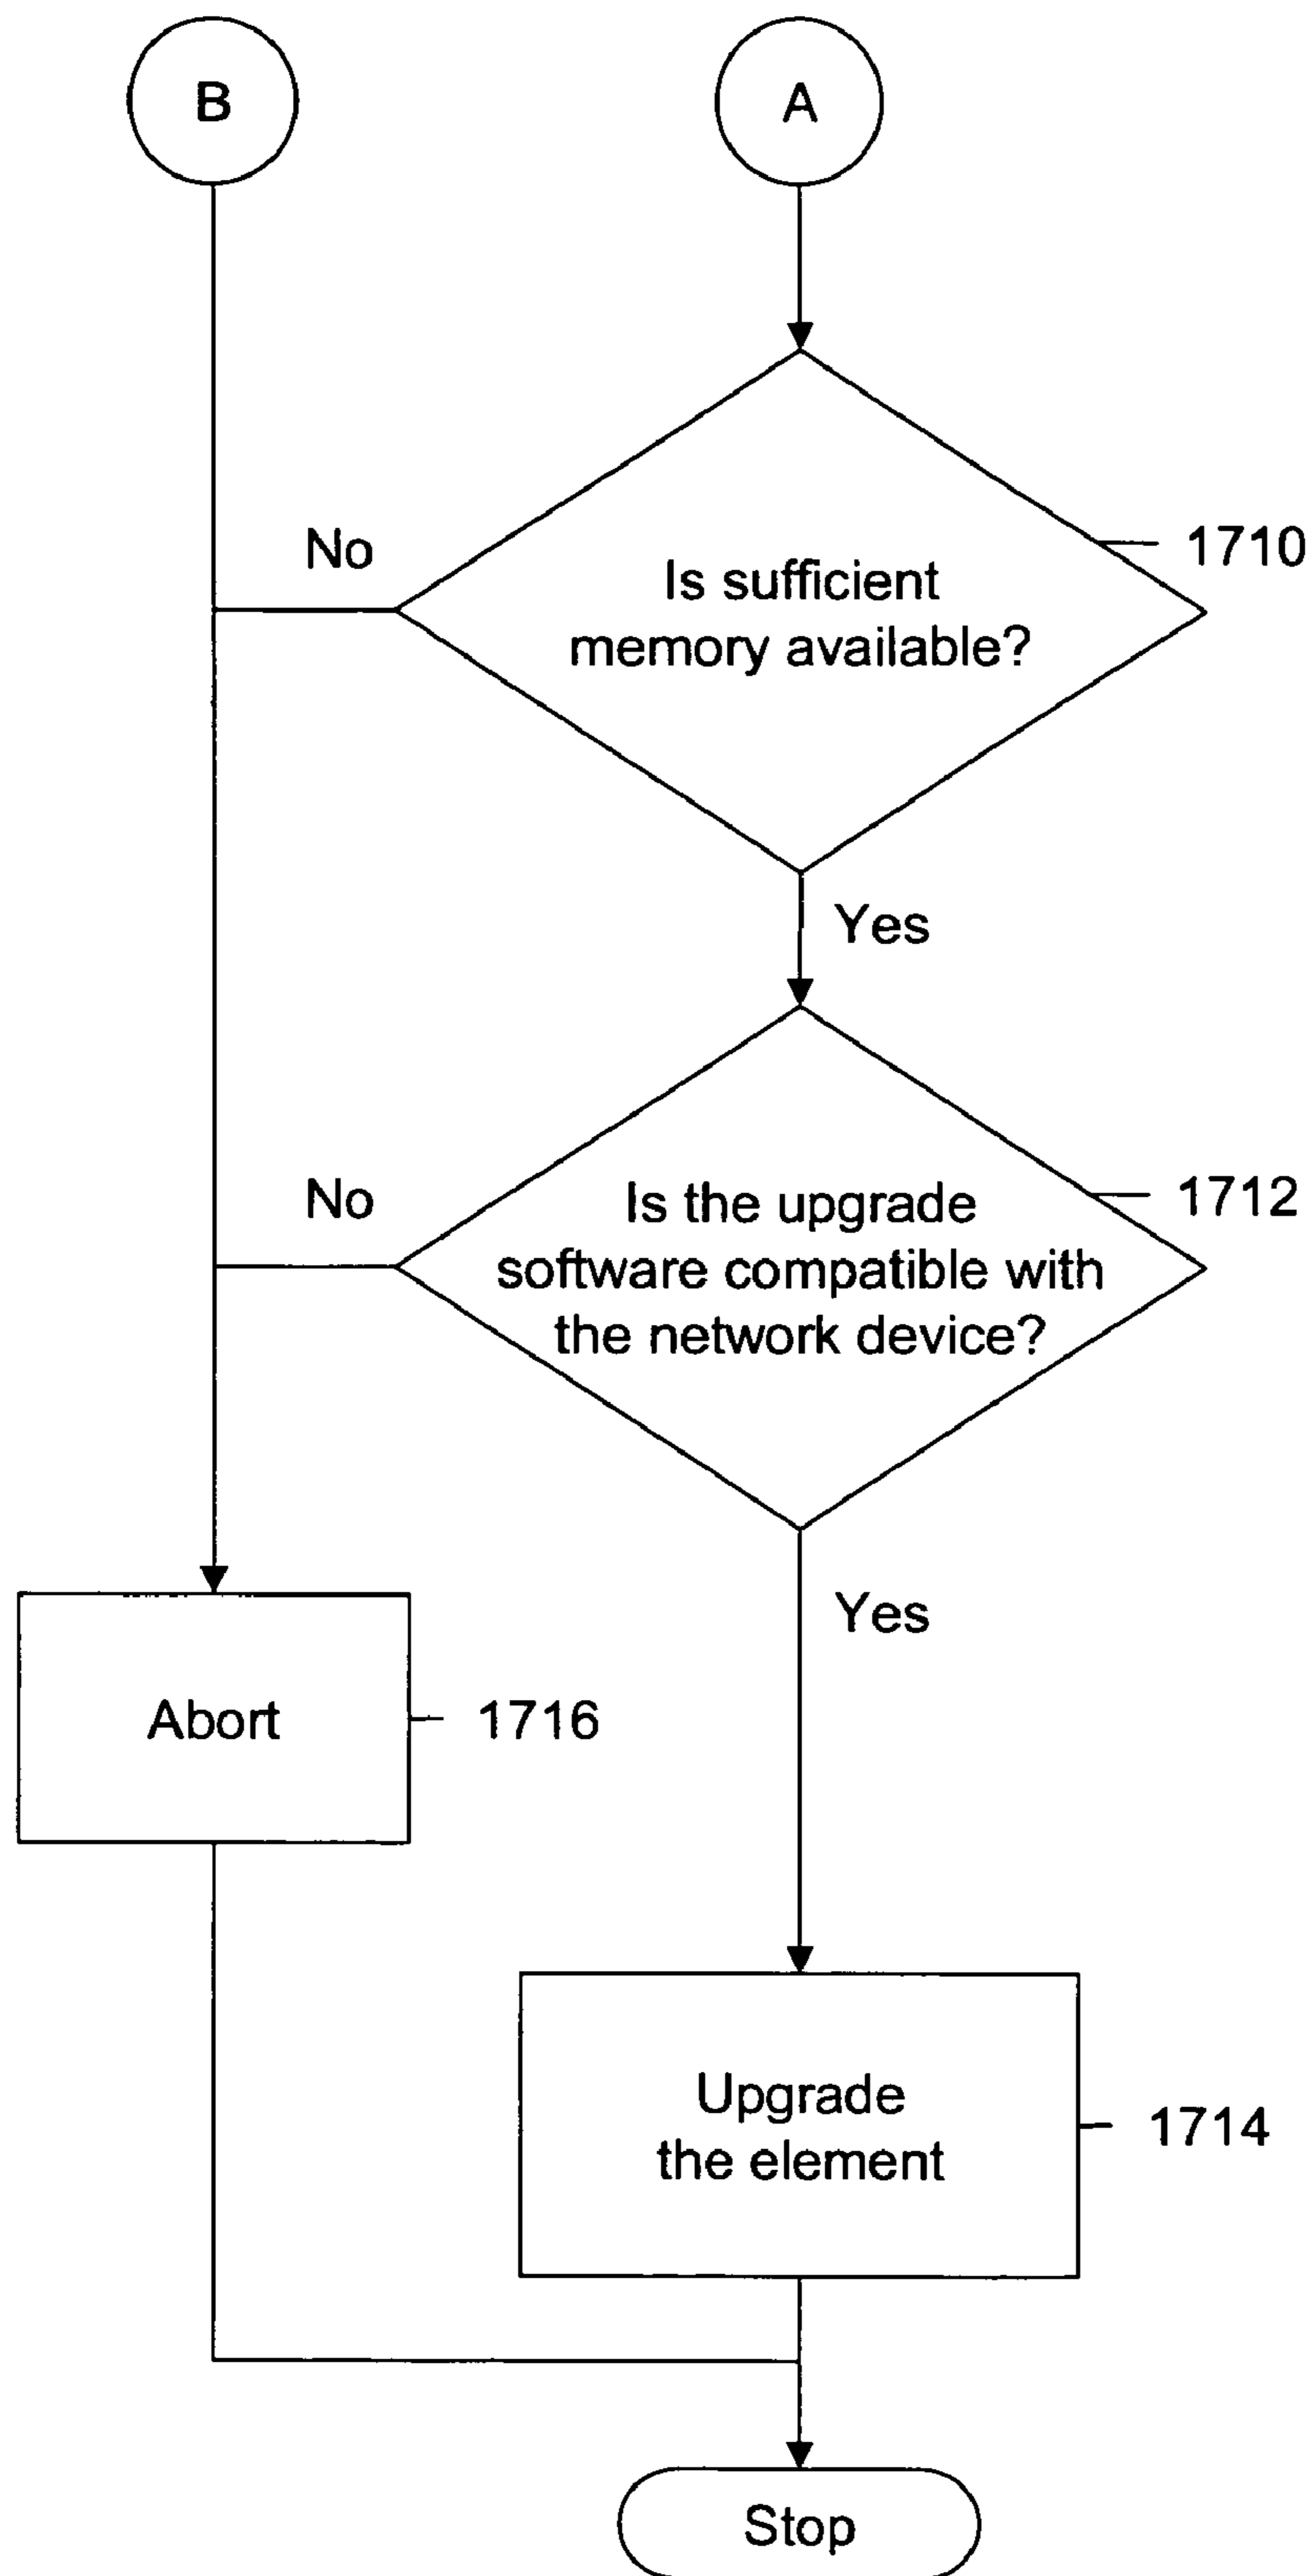 B
A
No
Is sufficient
memory available?
1710
Yes
No
Is the upgrade
software compatible with
the network device?
1712
Abort
1716
Yes
Upgrade
the element
1714
Stop